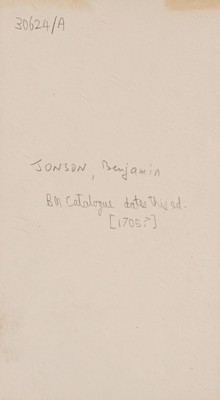 30624/A
JONSON, Benjamin
BM Catalogue dates this ed.
[1705?]